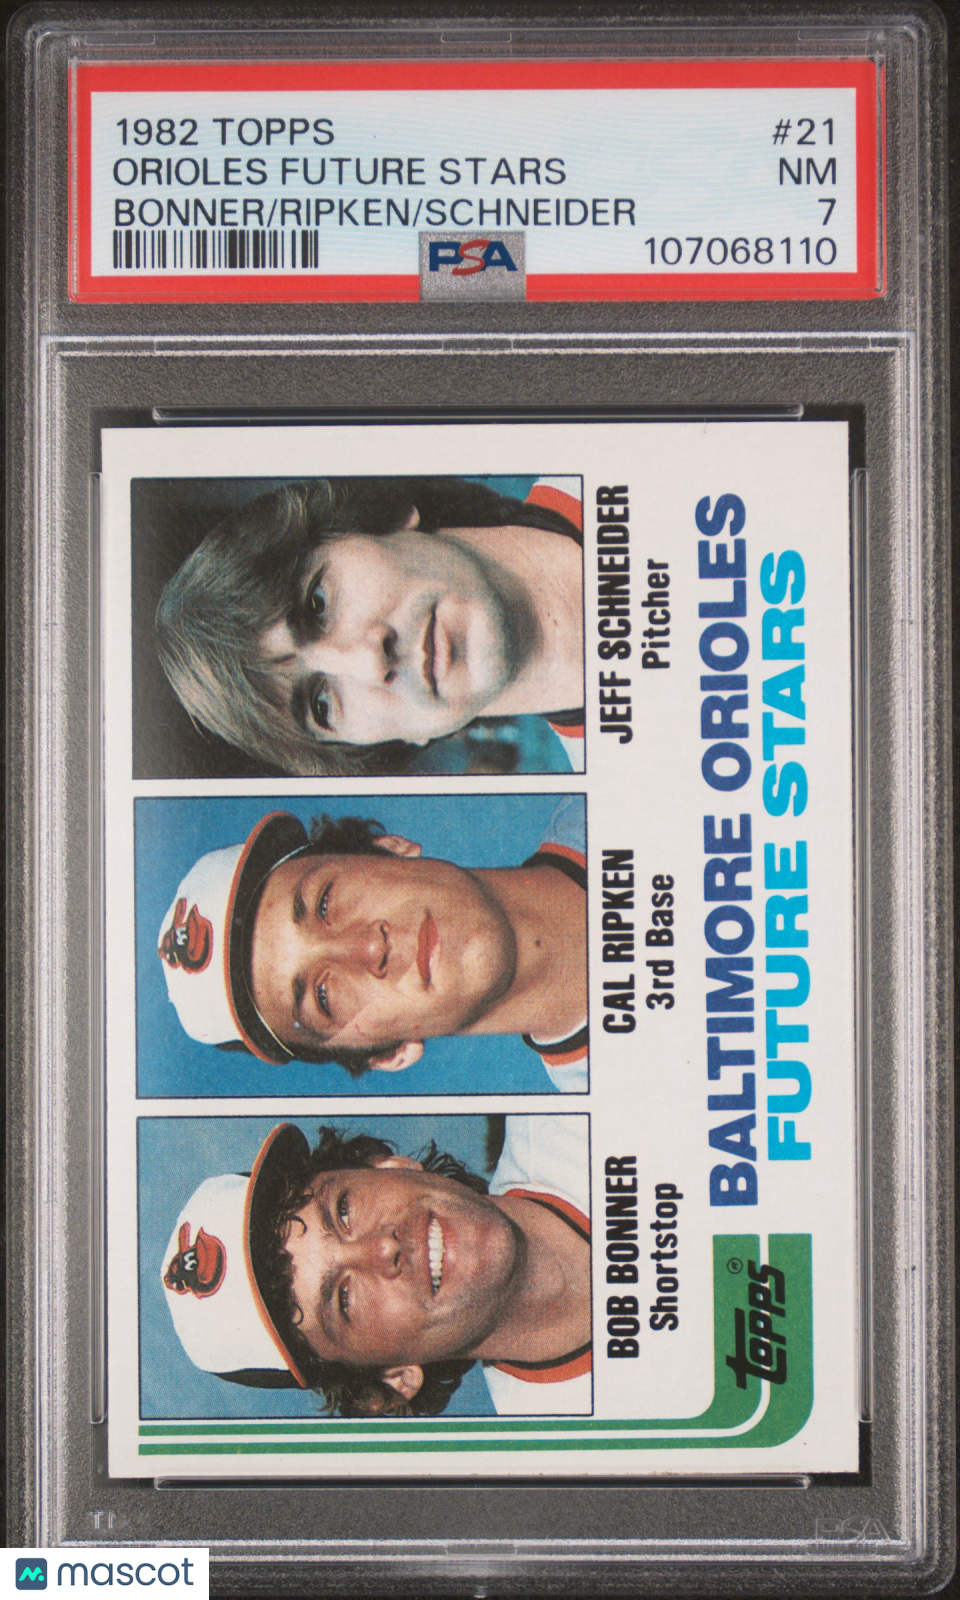 1982 TOPPS #21
ORIOLES FUTURE STARS NM
BONNER/RIPKEN/SCHNEIDER 7
PSA 107068110
BOB BONNER
Shortstop
CAL RIPKEN
3rd Base
JEFF SCHNEIDER
Pitcher
Topps®
BALTIMORE ORIOLES
FUTURE STARS
PSA
mascot